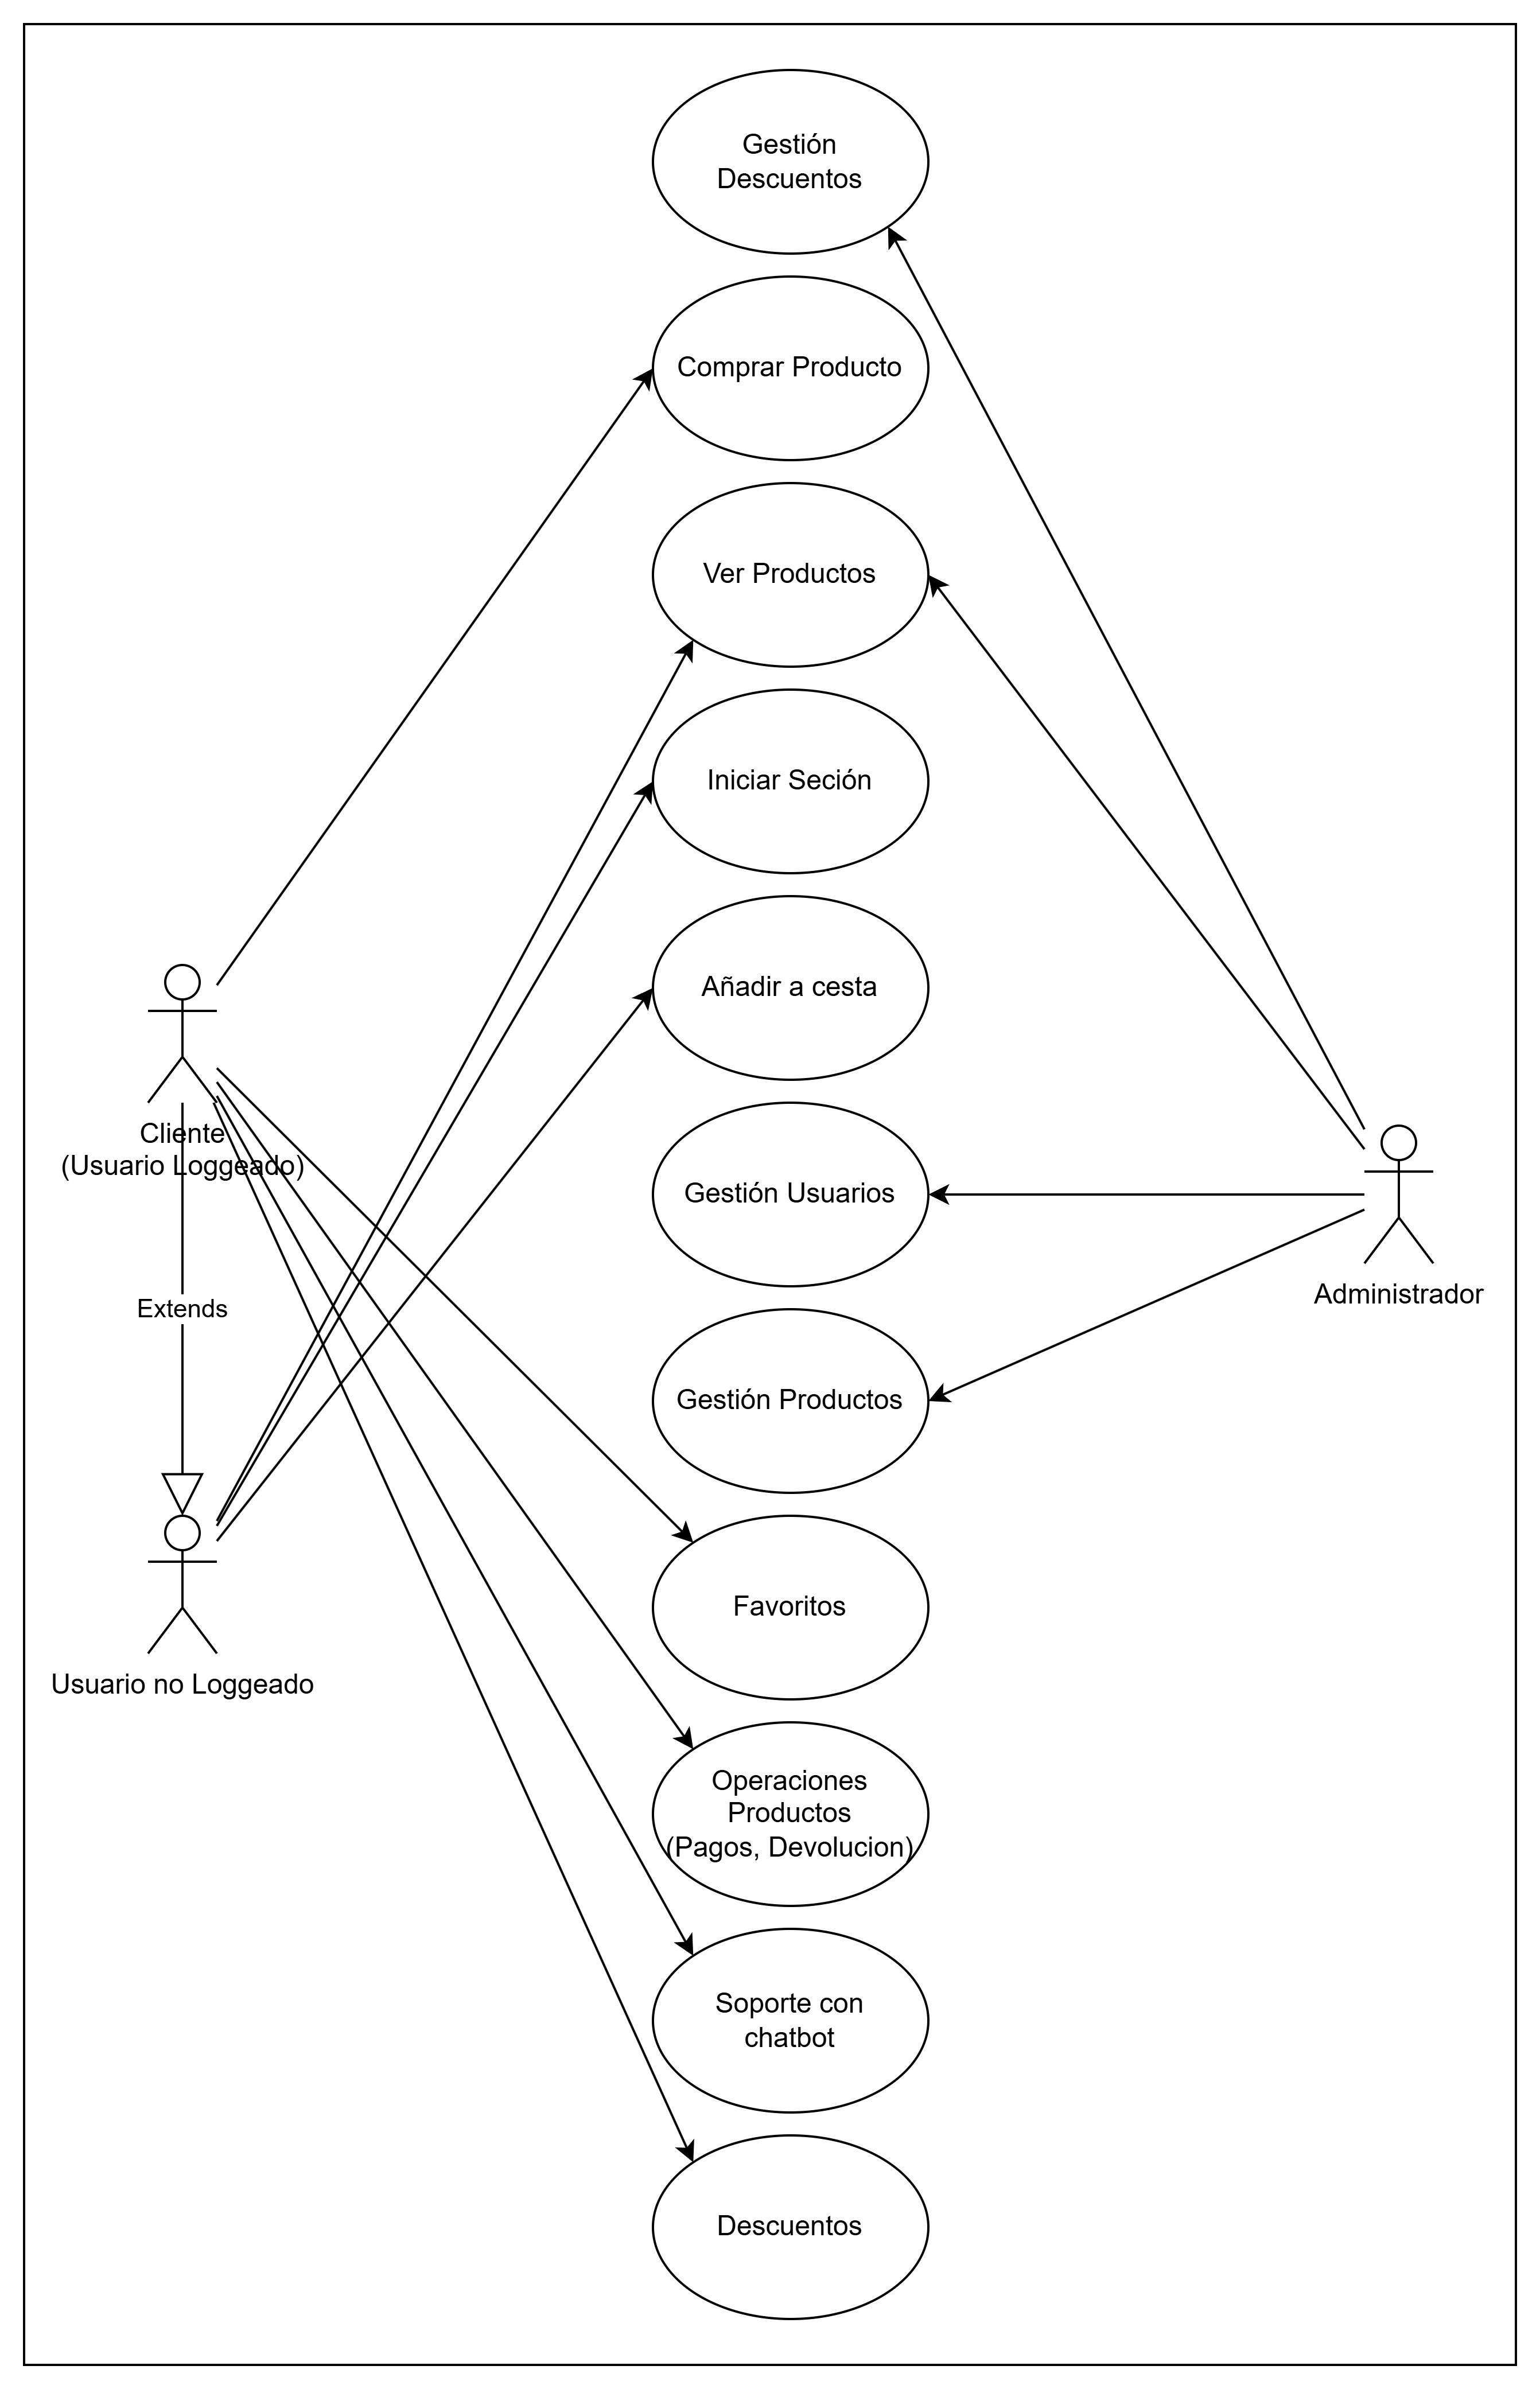 Gestión
Descuentos
Comprar Producto
Ver Productos
Iniciar Seción
Añadir a cesta
Cliente
(Usuario Loggeado)
Gestión Usuarios
Administrador
Extends
Gestión Productos
Favoritos
Usuario no Loggeado
Operaciones
Productos
(Pagos, Devolucion)
Soporte con
chatbot
Descuentos